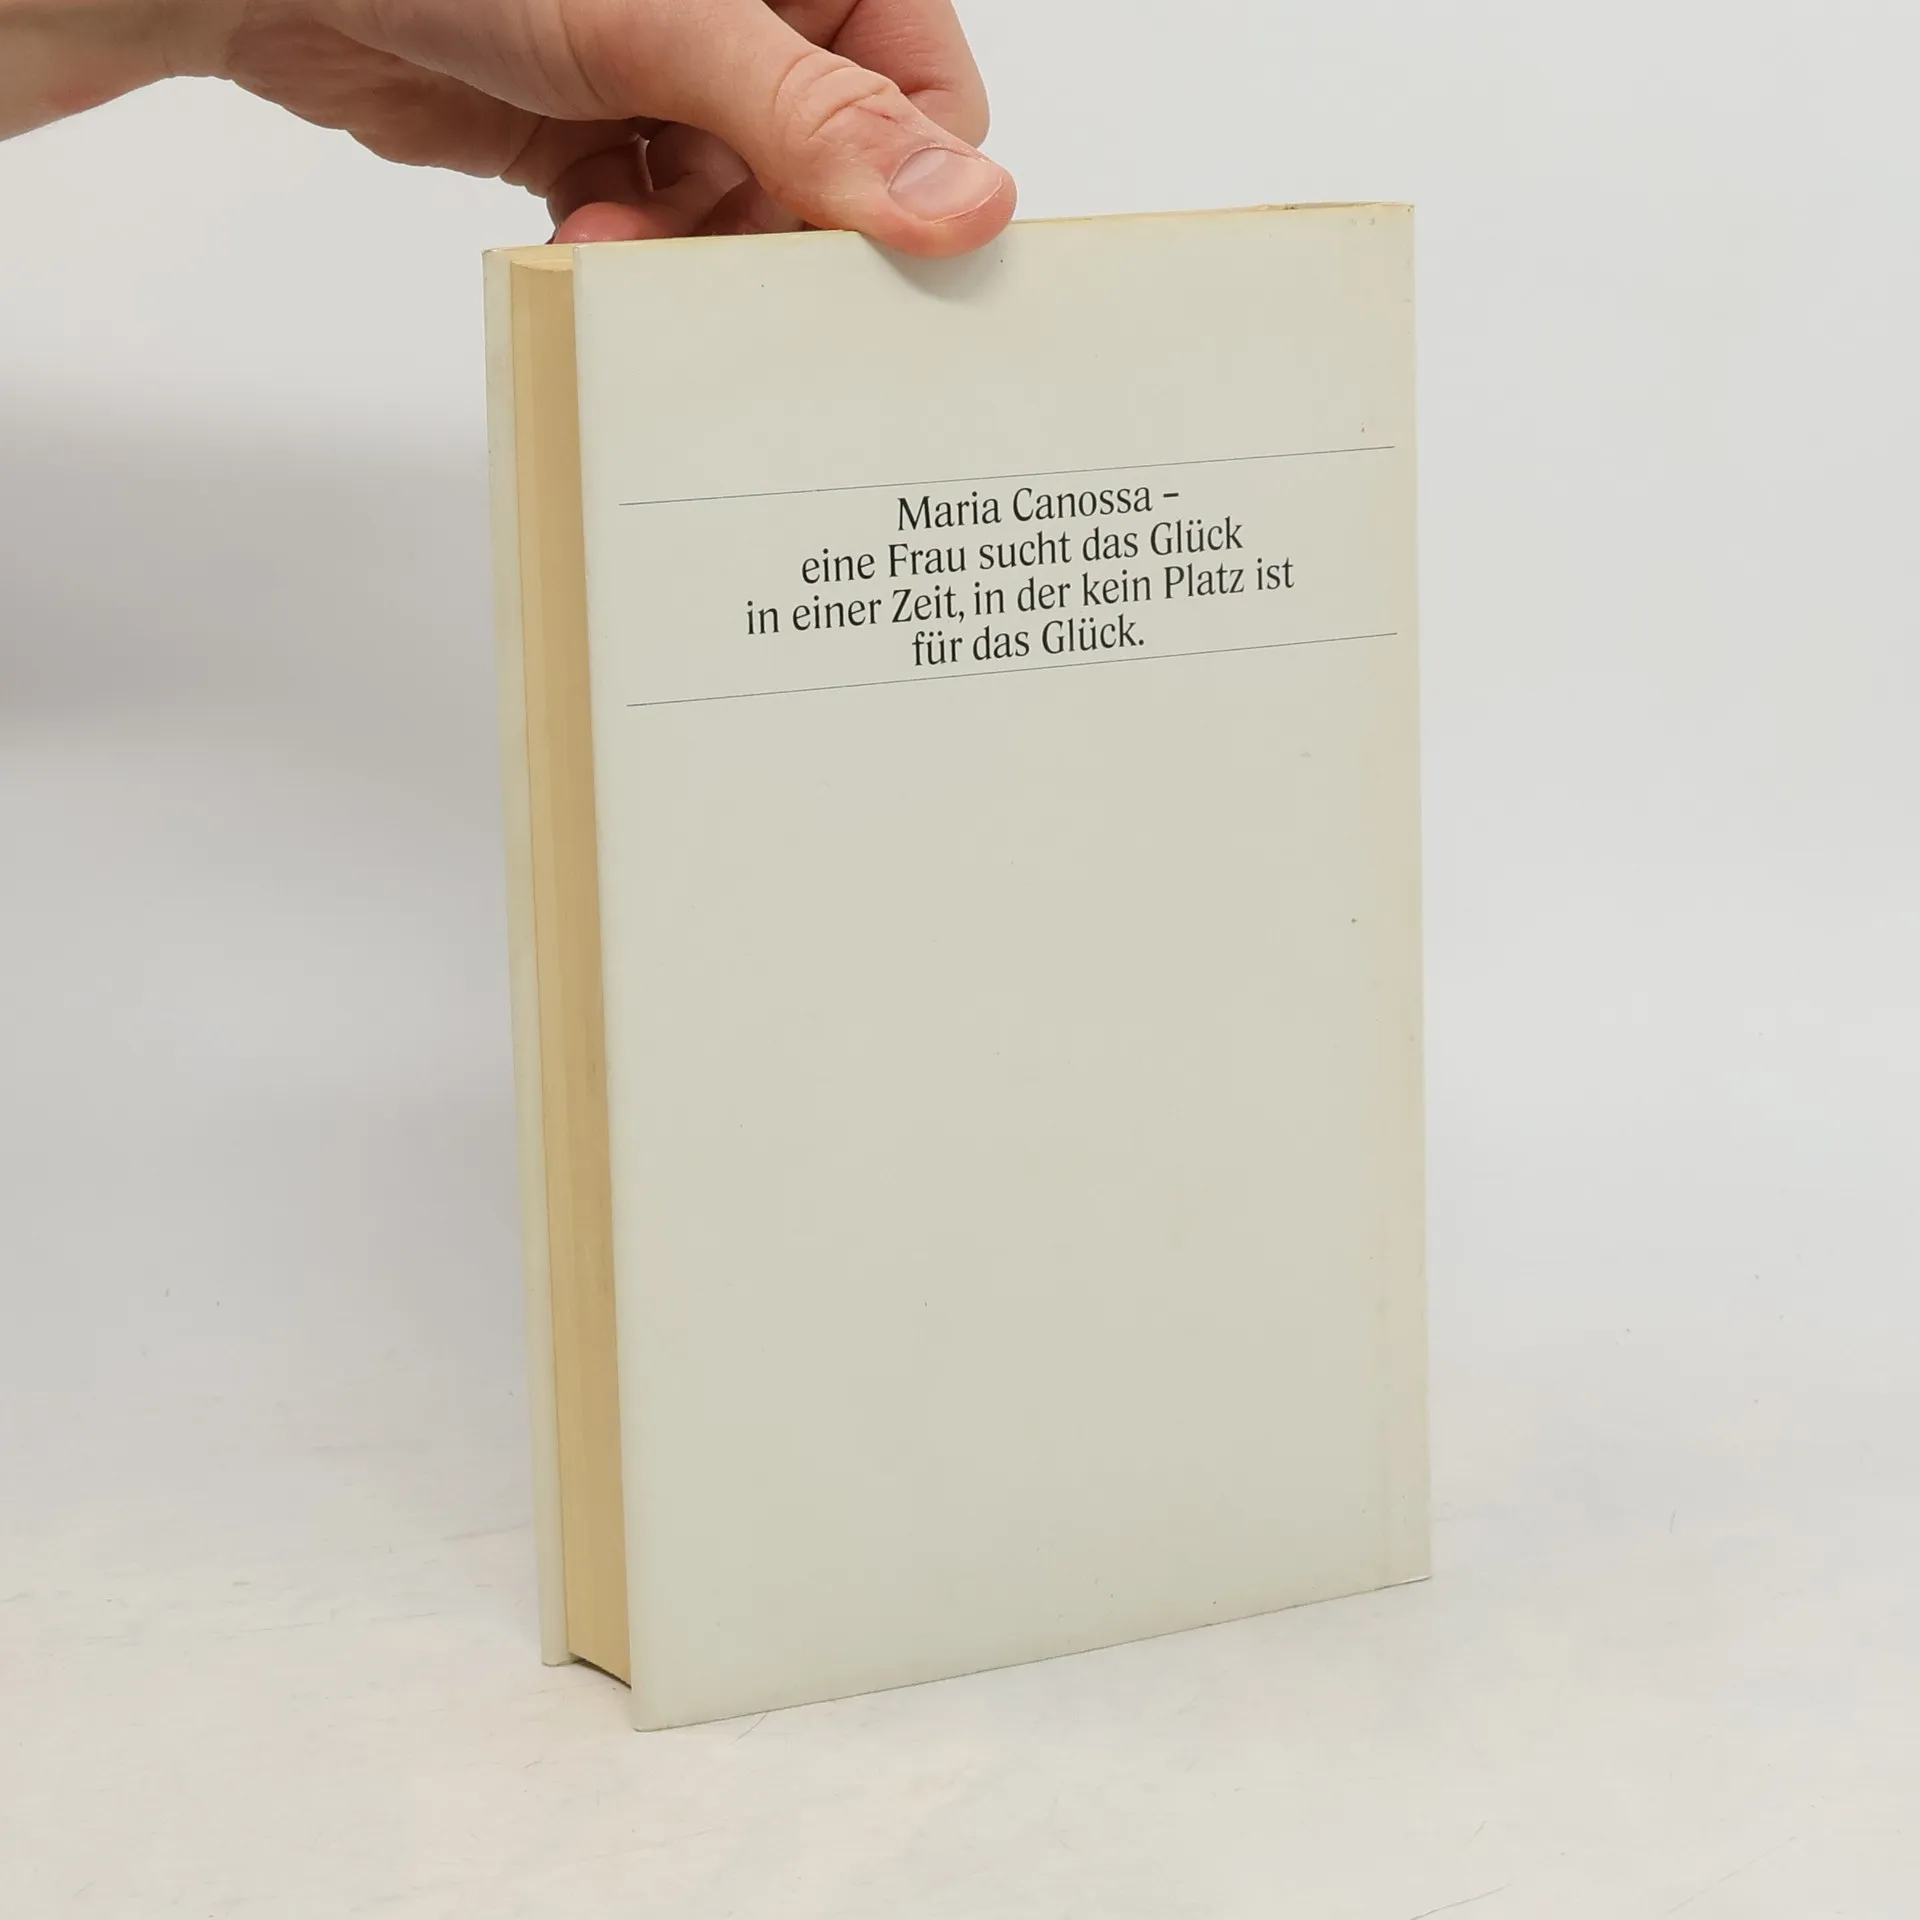 Maria Canossa –
eine Frau sucht das Glück
in einer Zeit, in der kein Platz ist
für das Glück.